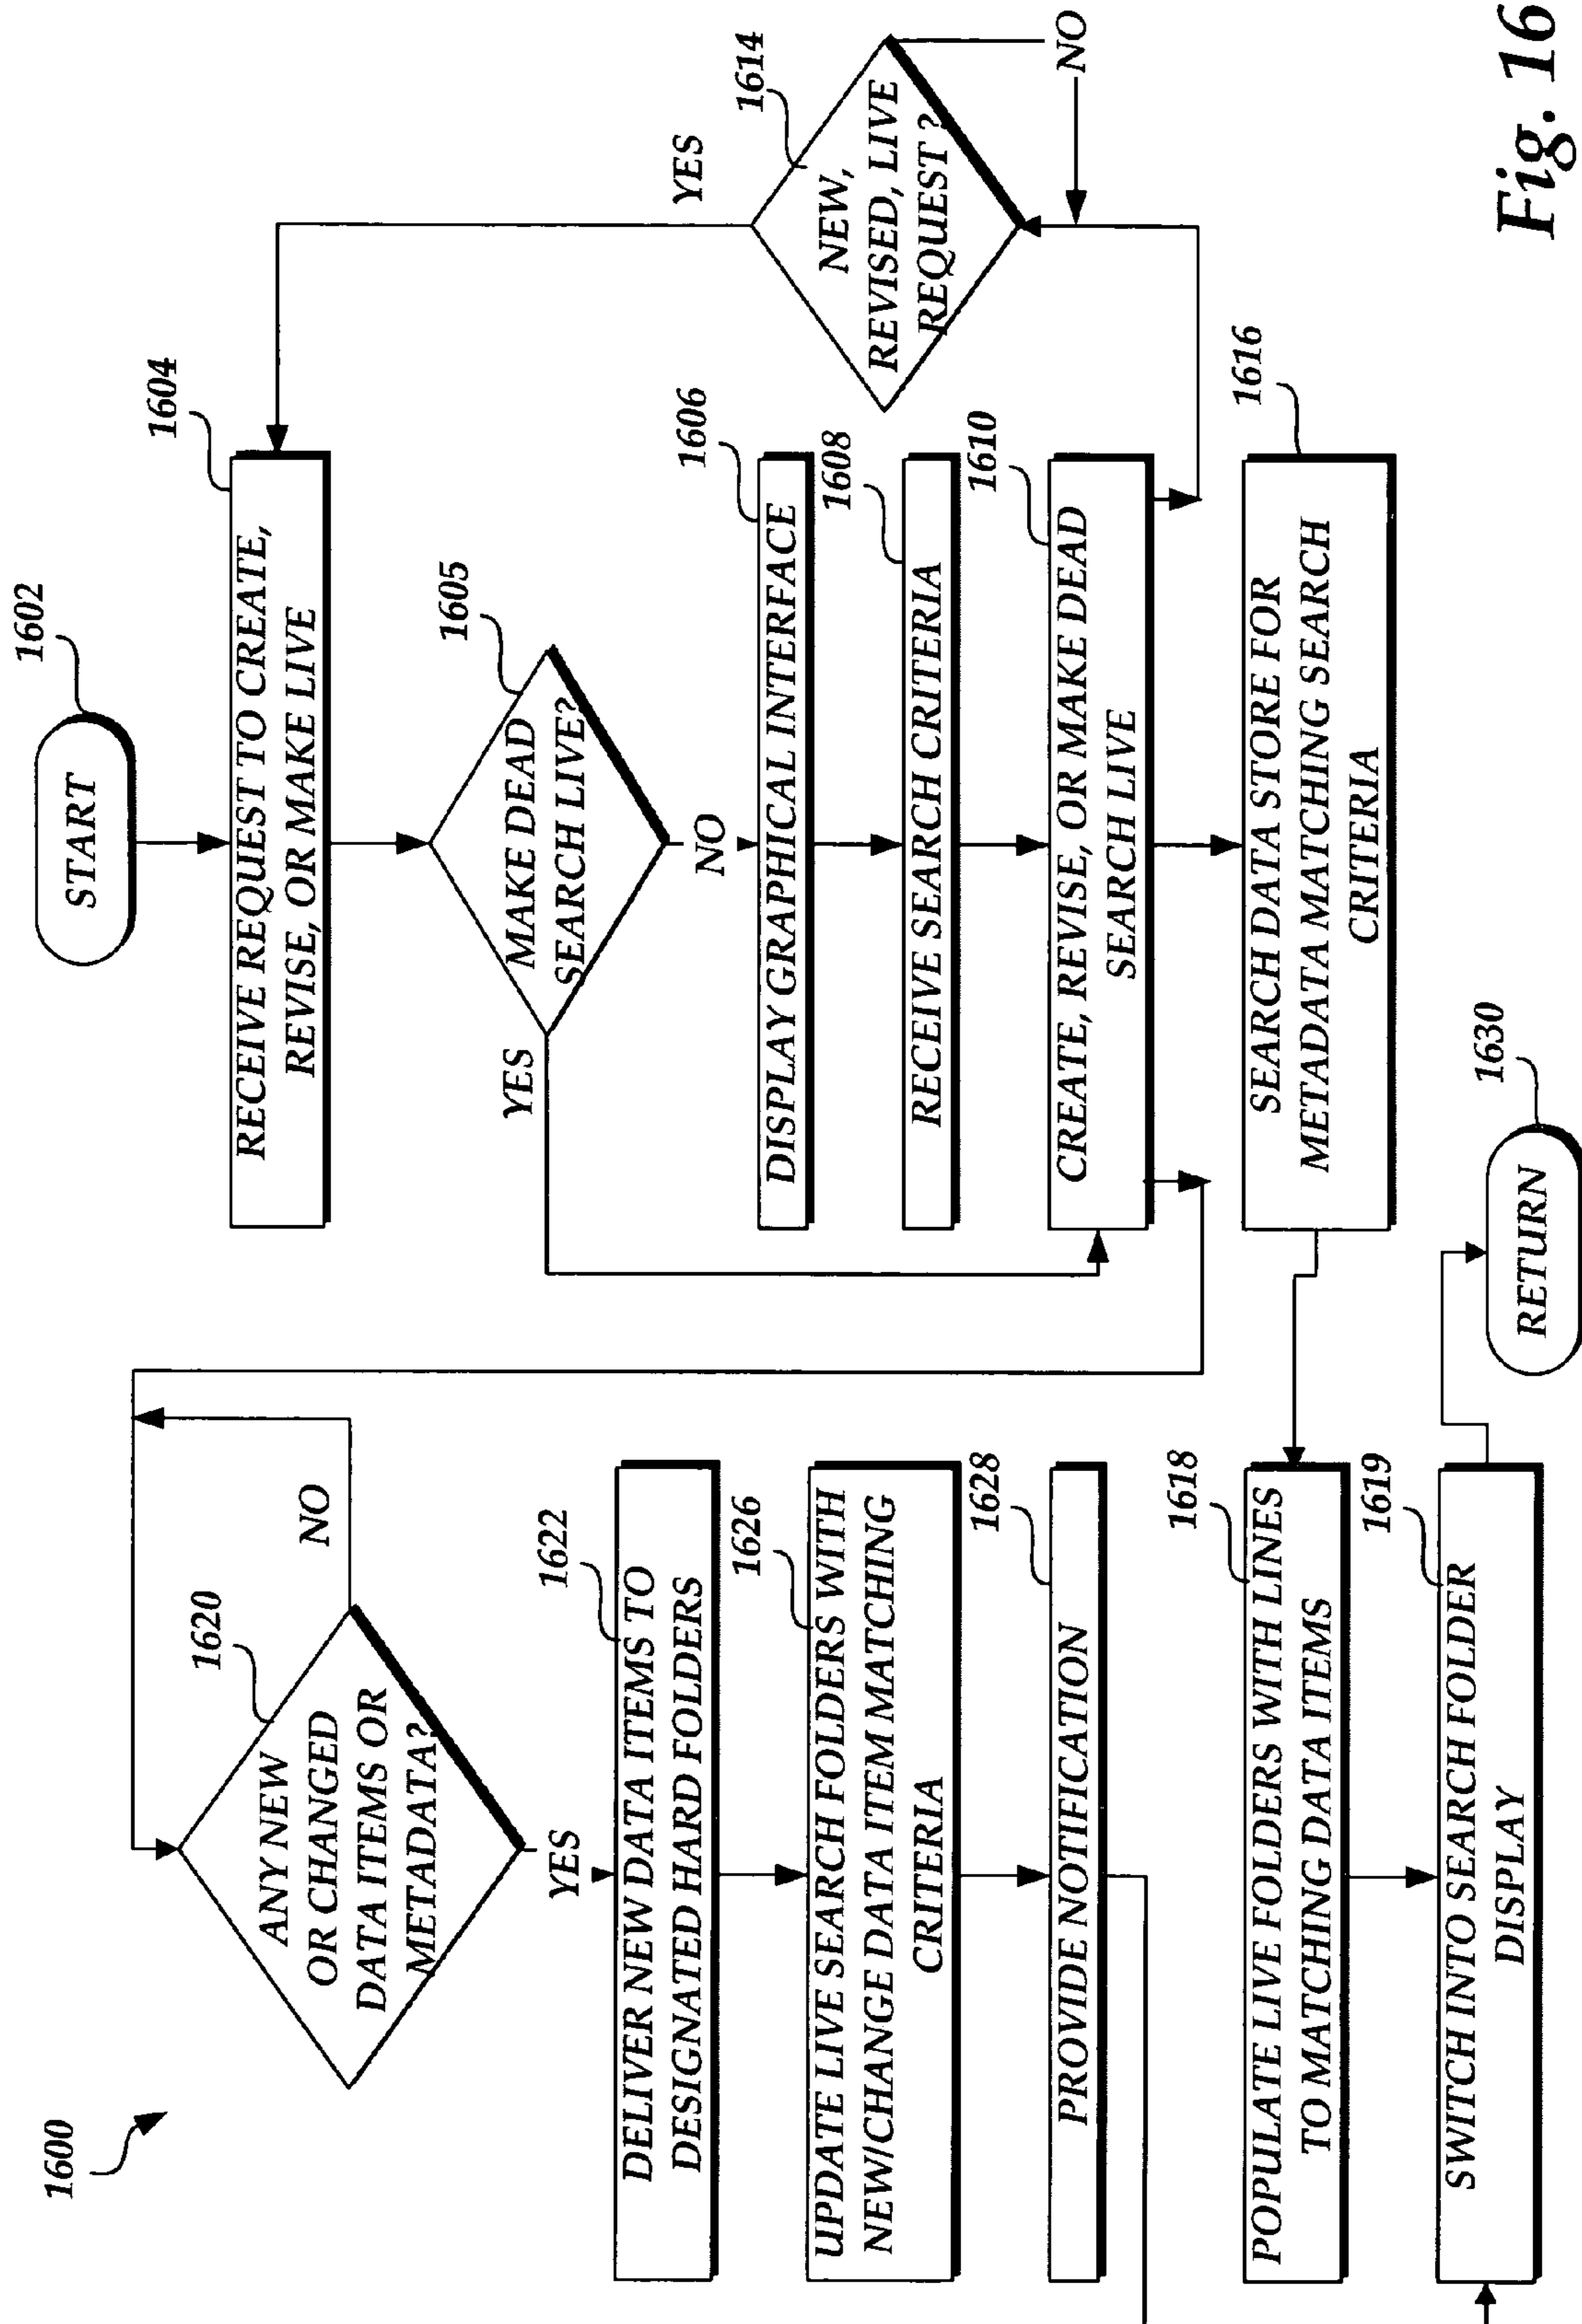 1600
1602
START
1604
RECEIVE REQUEST TO CREATE,
REVISE, OR MAKE LIVE
1605
MAKE DEAD
SEARCH LIVE?
YES
NO
1606
DISPLAY GRAPHICAL INTERFACE
1608
RECEIVE SEARCH CRITERIA
1610
CREATE, REVISE, OR MAKE DEAD
SEARCH LIVE
1614
NEW,
REVISED, LIVE
REQUEST ?
YES
NO
1616
SEARCH DATA STORE FOR
METADATA MATCHING SEARCH
CRITERIA
1620
ANY NEW
OR CHANGED
DATA ITEMS OR
METADATA?
NO
YES
1622
DELIVER NEW DATA ITEMS TO
DESIGNATED HARD FOLDERS
1626
UPDATE LIVE SEARCH FOLDERS WITH
NEW/CHANGE DATA ITEM MATCHING
CRITERIA
1628
PROVIDE NOTIFICATION
1618
POPULATE LIVE FOLDERS WITH LINES
TO MATCHING DATA ITEMS
1619
SWITCH INTO SEARCH FOLDER
DISPLAY
1630
RETURN
Fig. 16